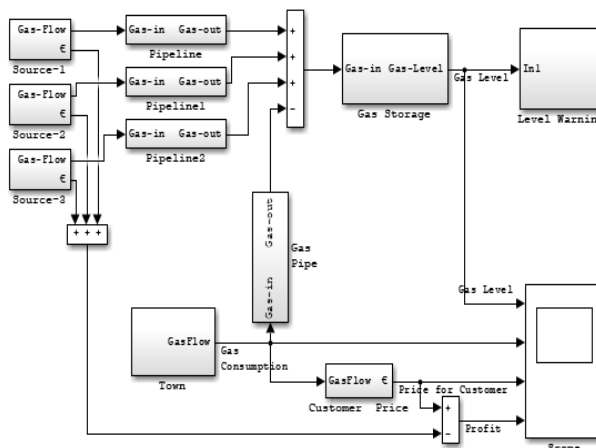 Gas-Flow
€
Source-1
Gas-in Gas-out
Pipeline
Gas-Flow
€
Source-2
Gas-in Gas-out
Pipeline1
Gas-Flow
€
Source-3
Gas-in Gas-out
Pipeline2
+
+
+
−
Gas-in Gas-Level
Gas Storage
Gas Level
In1
Level Warning
+ + +
Gas-in Gas-out
Gas
Pipe
Gas Level
GasFlow
Town
Gas
Consumption
GasFlow €
Customer Price
Price for Customer
+
−
Profit